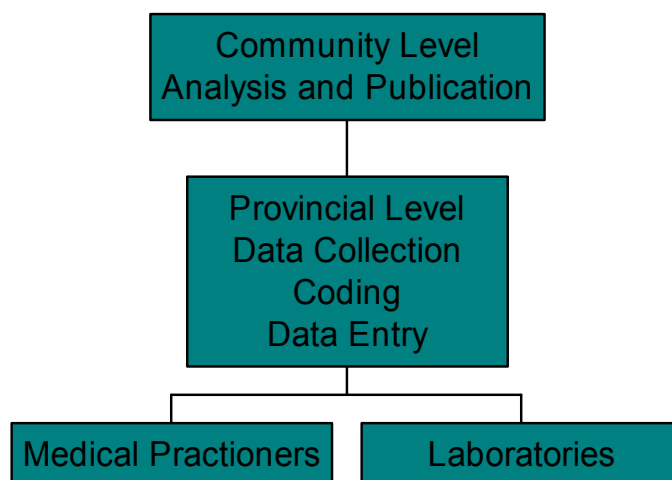 Community Level
Analysis and Publication
Provincial Level
Data Collection
Coding
Data Entry
Medical Practioners
Laboratories